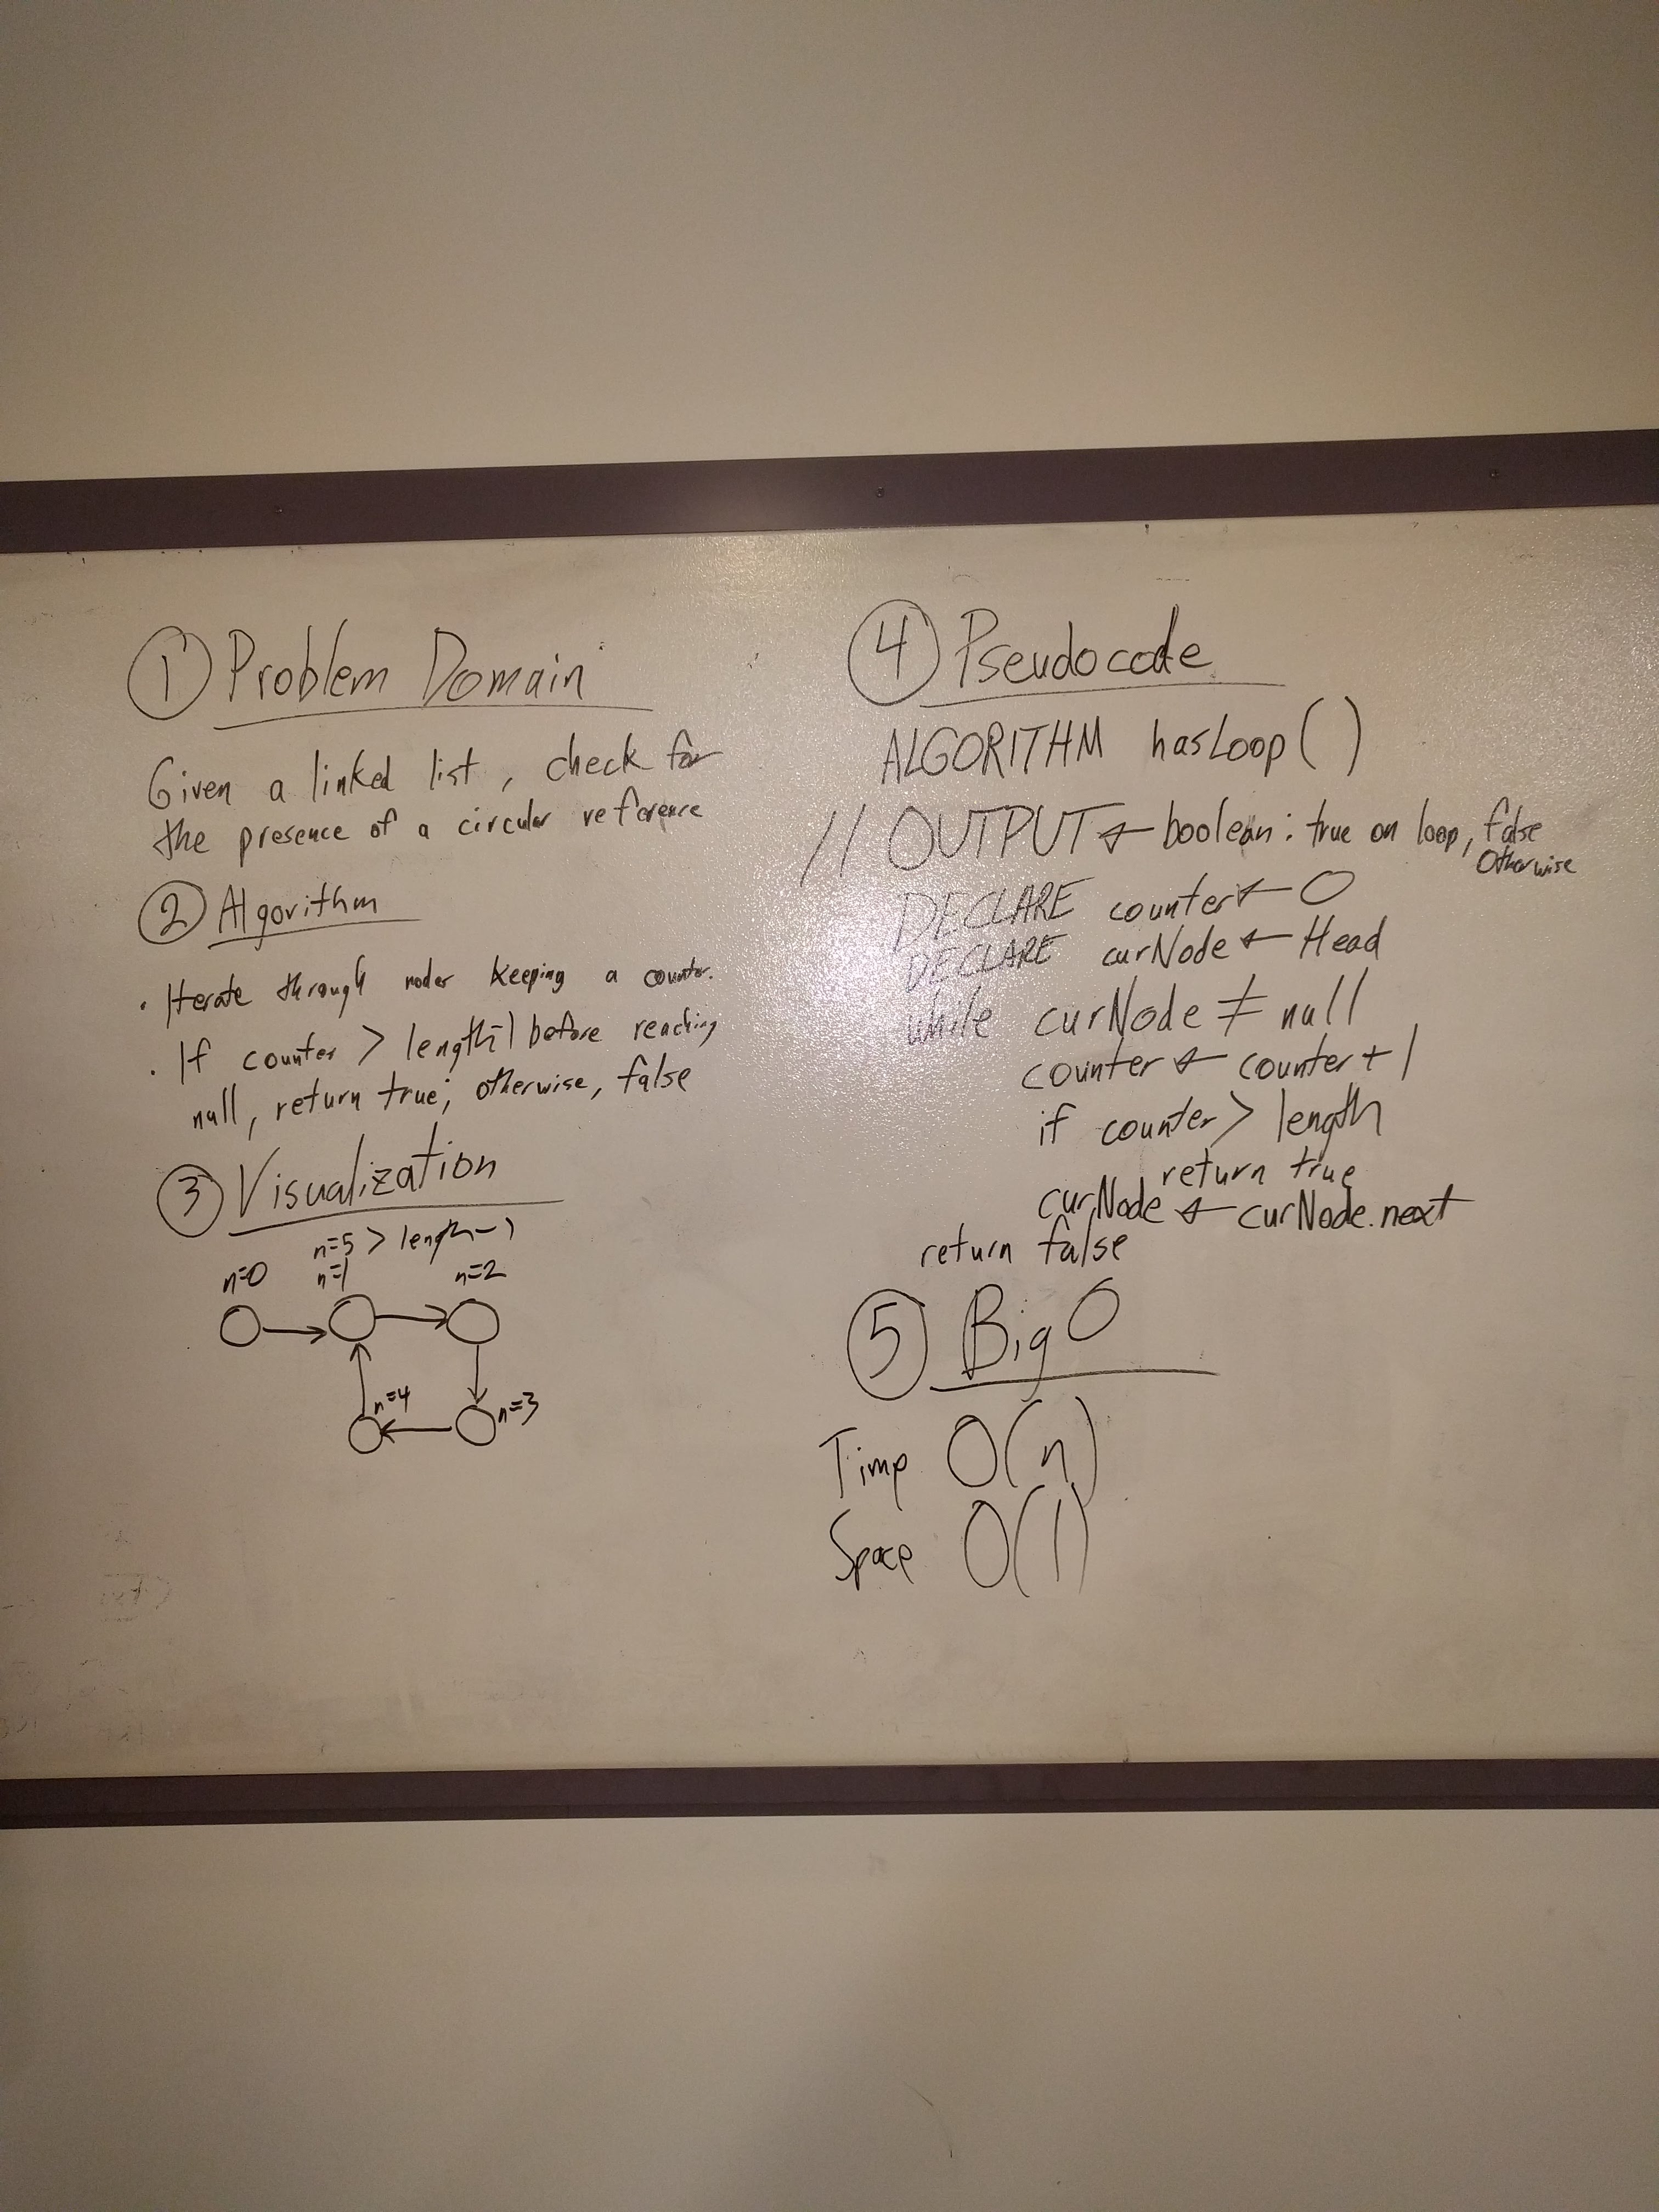 ① Problem Domain
Given a linked list, check for
the presence of a circular reference
② Algorithm
· Iterate through nodes keeping a counter.
· If counter > length-1 before reaching
null, return true; otherwise, false
③ Visualization
n=5 > length-1
n=0 n=1 n=2
n=4 n=3
④ Pseudocode
ALGORITHM hasLoop()
// OUTPUT ← boolean: true on loop, false
otherwise
DECLARE counter ← 0
DECLARE curNode ← Head
while curNode ≠ null
counter ← counter + 1
if counter > length
return true
curNode ← curNode.next
return false
⑤ Big O
Time O(n)
Space O(1)